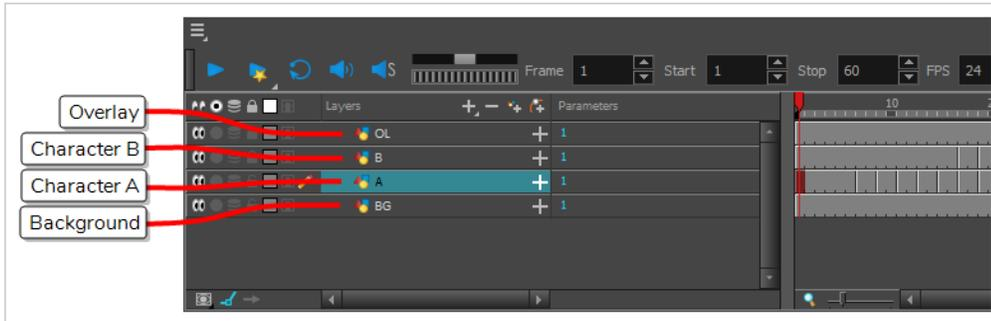 S Frame 1 Start 1 Stop 60 FPS 24
Layers Parameters 10 2
Overlay OL 1
Character B B 1
Character A A 1
Background BG 1